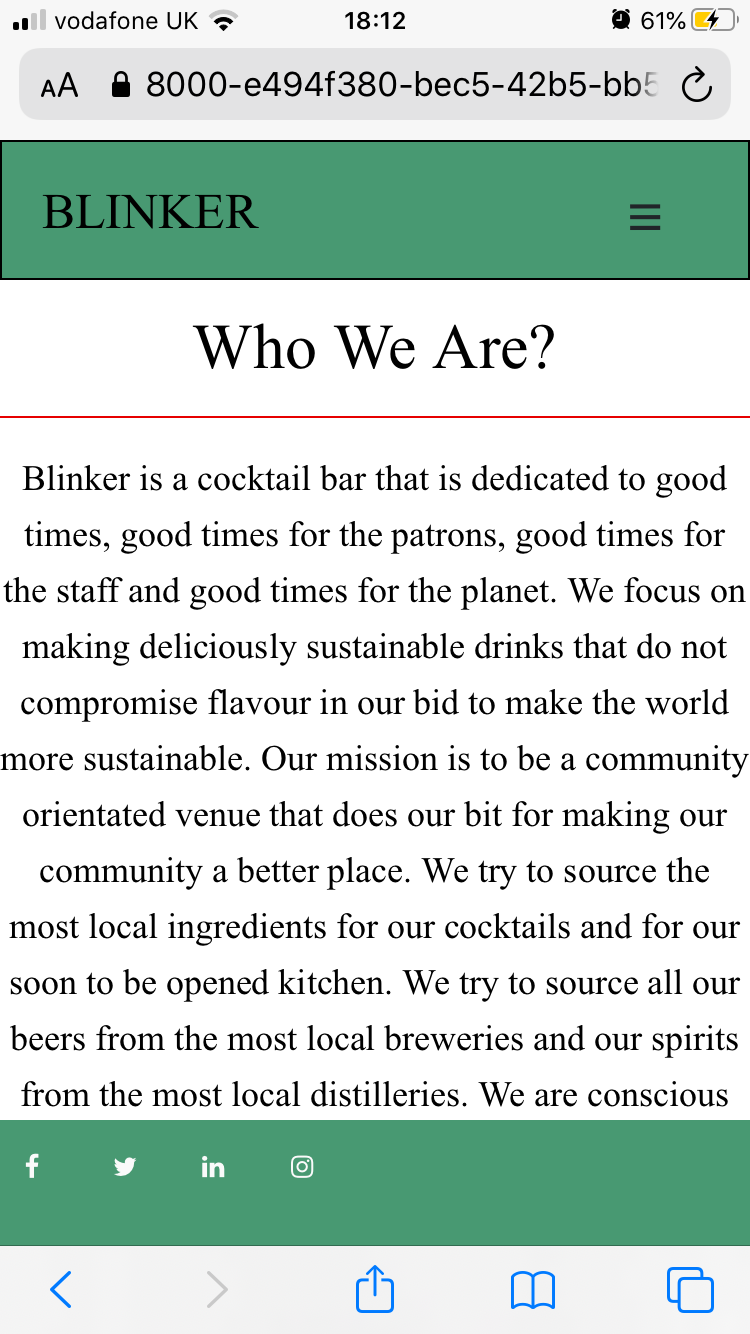 vodafone UK 18:12 61%
AA 8000-e494f380-bec5-42b5-bb5
BLINKER
Who We Are?
Blinker is a cocktail bar that is dedicated to good
times, good times for the patrons, good times for
the staff and good times for the planet. We focus on
making deliciously sustainable drinks that do not
compromise flavour in our bid to make the world
more sustainable. Our mission is to be a community
orientated venue that does our bit for making our
community a better place. We try to source the
most local ingredients for our cocktails and for our
soon to be opened kitchen. We try to source all our
beers from the most local breweries and our spirits
from the most local distilleries. We are conscious